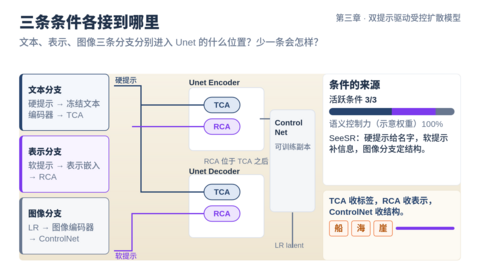 三条条件各接到哪里
第三章 · 双提示驱动受控扩散模型
文本、表示、图像三条分支分别进入 Unet 的什么位置？少一条会怎样？
文本分支
硬提示 → 冻结文本
编码器 → TCA
表示分支
软提示 → 表示嵌入
→ RCA
图像分支
LR → 图像编码器
→ ControlNet
硬提示
软提示
Unet Encoder
TCA
RCA
RCA 位于 TCA 之后
Unet Decoder
TCA
RCA
Control
Net
可训练副本
LR latent
条件的来源
活跃条件 3/3
语义控制力（示意权重）100%
SeeSR：硬提示给名字，软提示
补信息，图像分支定结构。
TCA 收标签，RCA 收表示，
ControlNet 收结构。
船 海 崖